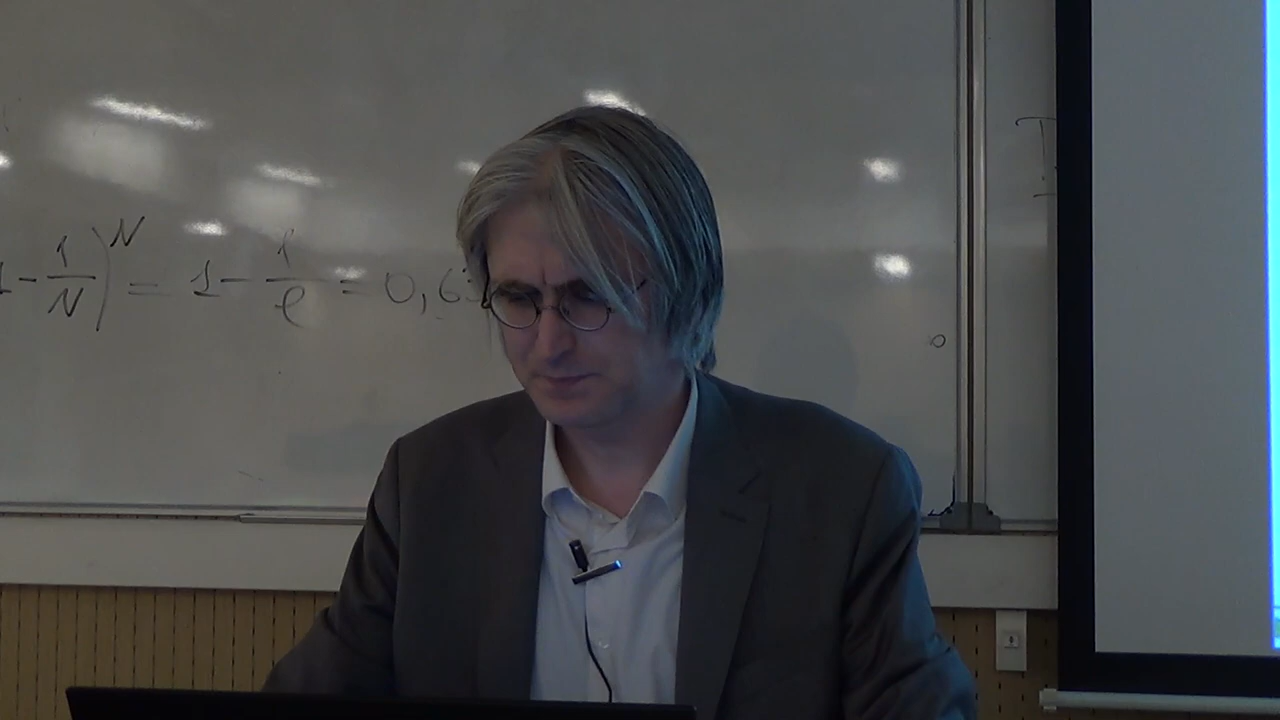 1 - 1/N)^N = 1 - 1/e = 0,63